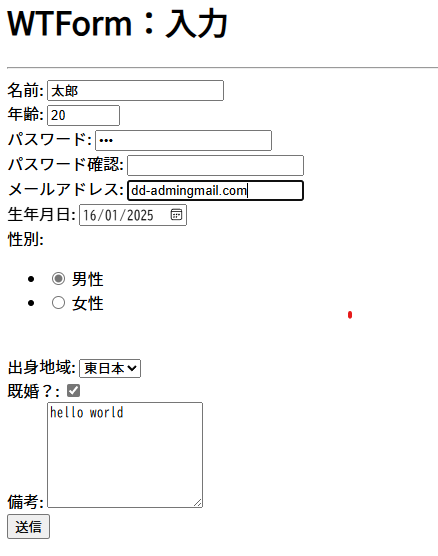 WTForm：入力
名前: 太郎
年齢: 20
パスワード: •••
パスワード確認:
メールアドレス: dd-admingmail.com
生年月日: 16/01/2025
性別:
男性
女性
出身地域: 東日本
既婚？:
hello world
備考:
送信